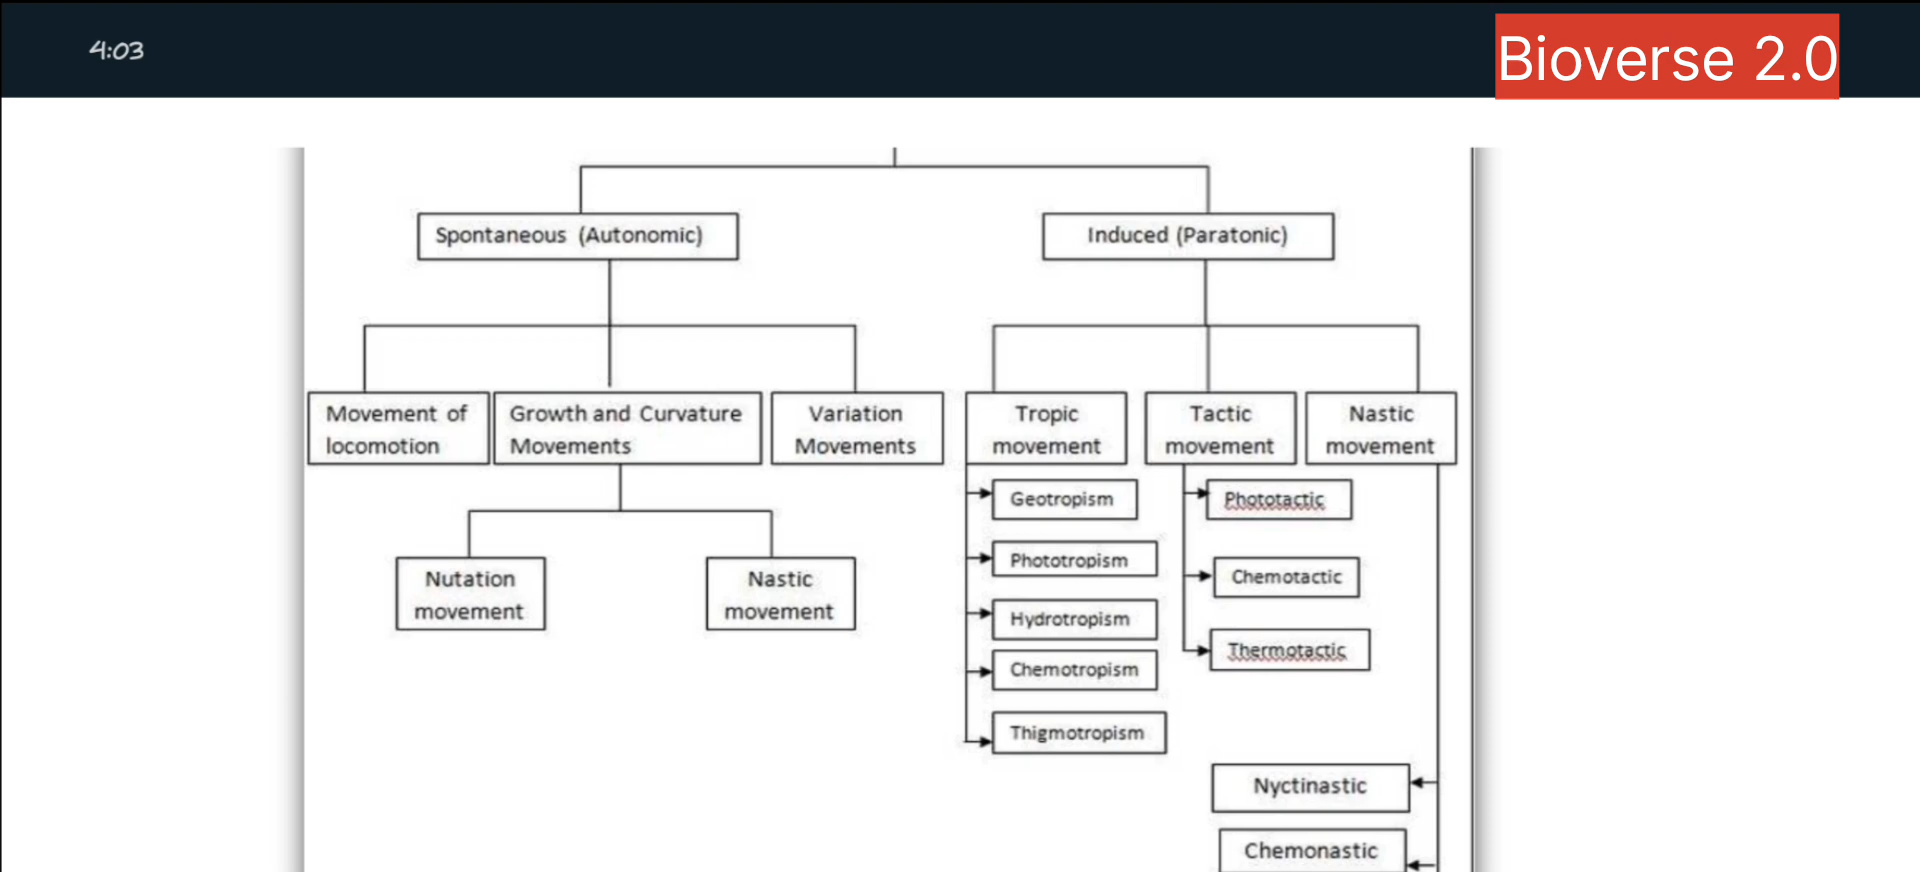 4:03
Bioverse 2.0
Spontaneous (Autonomic)
Induced (Paratonic)
Movement of
locomotion
Growth and Curvature
Movements
Variation
Movements
Tropic
movement
Tactic
movement
Nastic
movement
Nutation
movement
Nastic
movement
Geotropism
Phototropism
Hydrotropism
Chemotropism
Thigmotropism
Phototactic
Chemotactic
Thermotactic
Nyctinastic
Chemonastic